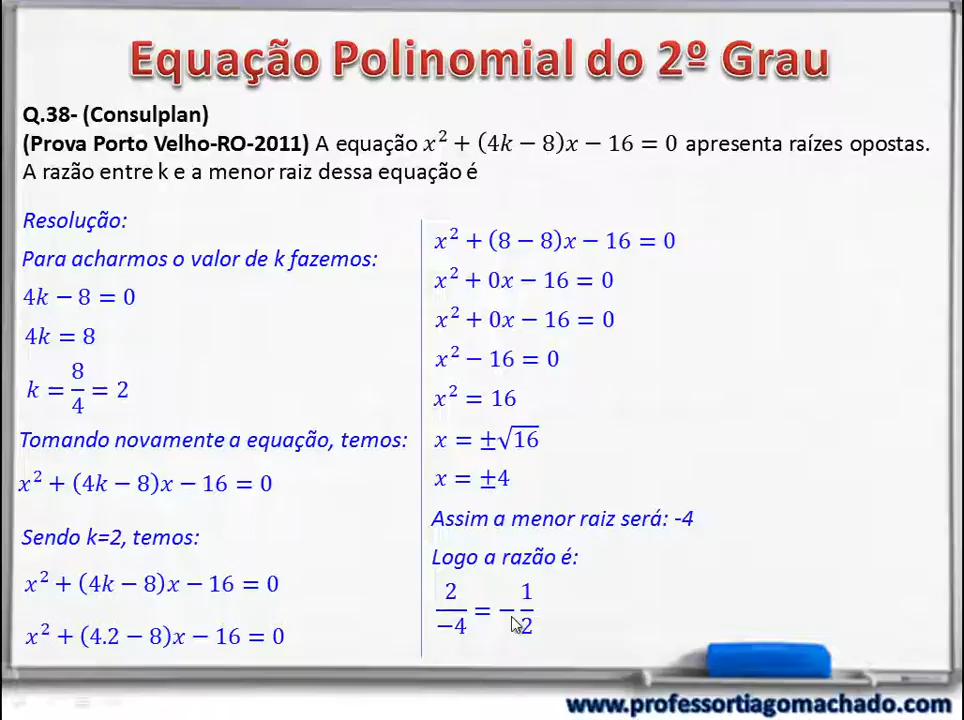 Equação Polinomial do 2º Grau
Q.38- (Consulplan)
(Prova Porto Velho-RO-2011) A equação x² + (4k − 8)x − 16 = 0 apresenta raízes opostas.
A razão entre k e a menor raiz dessa equação é
Resolução:
Para acharmos o valor de k fazemos:
4k − 8 = 0
4k = 8
k = 8/4 = 2
Tomando novamente a equação, temos:
x² + (4k − 8)x − 16 = 0
Sendo k=2, temos:
x² + (4k − 8)x − 16 = 0
x² + (4.2 − 8)x − 16 = 0
x² + (8 − 8)x − 16 = 0
x² + 0x − 16 = 0
x² + 0x − 16 = 0
x² − 16 = 0
x² = 16
x = ±√16
x = ±4
Assim a menor raiz será: -4
Logo a razão é:
2/−4 = −1/2
www.professortiagomachado.com